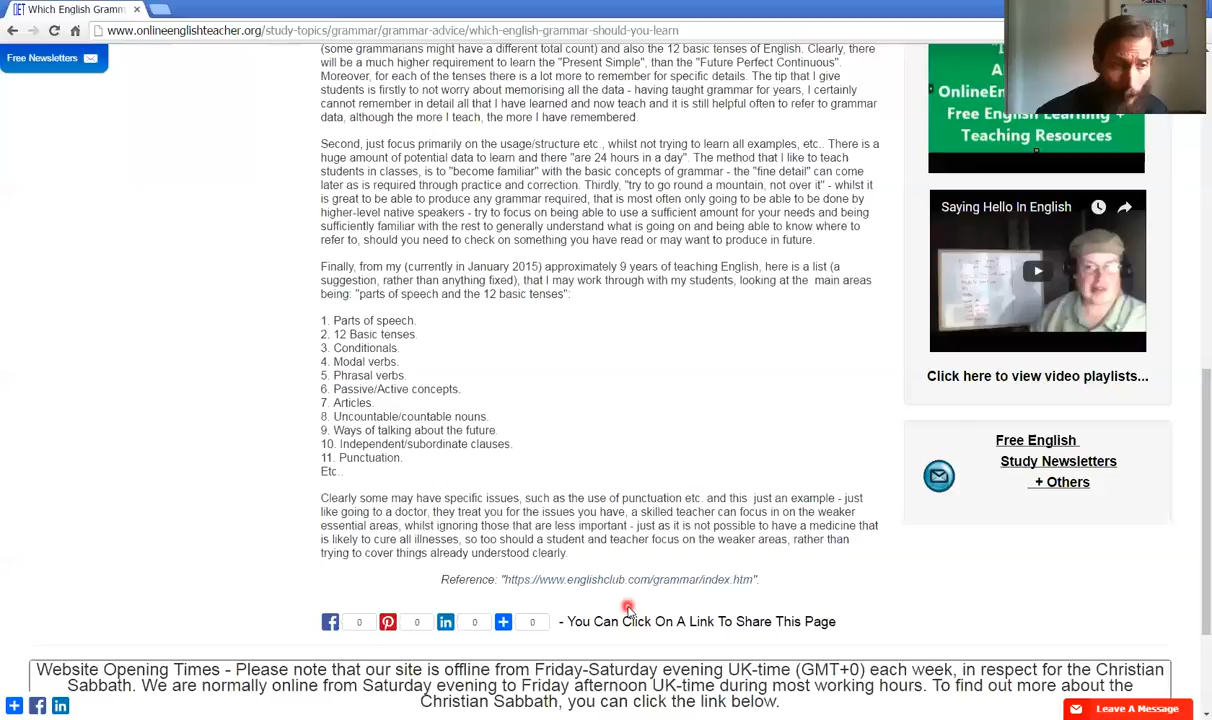 Which English Gramm
www.onlineenglishteacher.org/study-topics/grammar/grammar-advice/which-english-grammar-should-you-learn
Free Newsletters
(some grammarians might have a different total count) and also the 12 basic tenses of English. Clearly, there
will be a much higher requirement to learn the "Present Simple", than the "Future Perfect Continuous".
Moreover, for each of the tenses there is a lot more to remember for specific details. The tip that I give
students is firstly to not worry about memorising all the data - having taught grammar for years, I certainly
cannot remember in detail all that I have learned and now teach and it is still helpful often to refer to grammar
data, although the more I teach, the more I have remembered.
Second, just focus primarily on the usage/structure etc., whilst not trying to learn all examples, etc.. There is a
huge amount of potential data to learn and there "are 24 hours in a day". The method that I like to teach
students in classes, is to "become familiar" with the basic concepts of grammar - the "fine detail" can come
later as is required through practice and correction. Thirdly, "try to go round a mountain, not over it" - whilst it
is great to be able to produce any grammar required, that is most often only going to be able to be done by
higher-level native speakers - try to focus on being able to use a sufficient amount for your needs and being
sufficiently familiar with the rest to generally understand what is going on and being able to know where to
refer to, should you need to check on something you have read or may want to produce in future.
Finally, from my (currently in January 2015) approximately 9 years of teaching English, here is a list (a
suggestion, rather than anything fixed), that I may work through with my students, looking at the main areas
being: "parts of speech and the 12 basic tenses":
1. Parts of speech.
2. 12 Basic tenses.
3. Conditionals.
4. Modal verbs.
5. Phrasal verbs.
6. Passive/Active concepts.
7. Articles.
8. Uncountable/countable nouns.
9. Ways of talking about the future.
10. Independent/subordinate clauses.
11. Punctuation.
Etc..
Clearly some may have specific issues, such as the use of punctuation etc. and this just an example - just
like going to a doctor, they treat you for the issues you have, a skilled teacher can focus in on the weaker
essential areas, whilst ignoring those that are less important - just as it is not possible to have a medicine that
is likely to cure all illnesses, so too should a student and teacher focus on the weaker areas, rather than
trying to cover things already understood clearly.
Reference: "https://www.englishclub.com/grammar/index.htm".
0 0 0 0 - You Can Click On A Link To Share This Page
Free English Learning +
Teaching Resources
Saying Hello In English
Click here to view video playlists...
Free English
Study Newsletters
+ Others
Website Opening Times - Please note that our site is offline from Friday-Saturday evening UK-time (GMT+0) each week, in respect for the Christian
Sabbath. We are normally online from Saturday evening to Friday afternoon UK-time during most working hours. To find out more about the
Christian Sabbath, you can click the link below.
Leave A Message